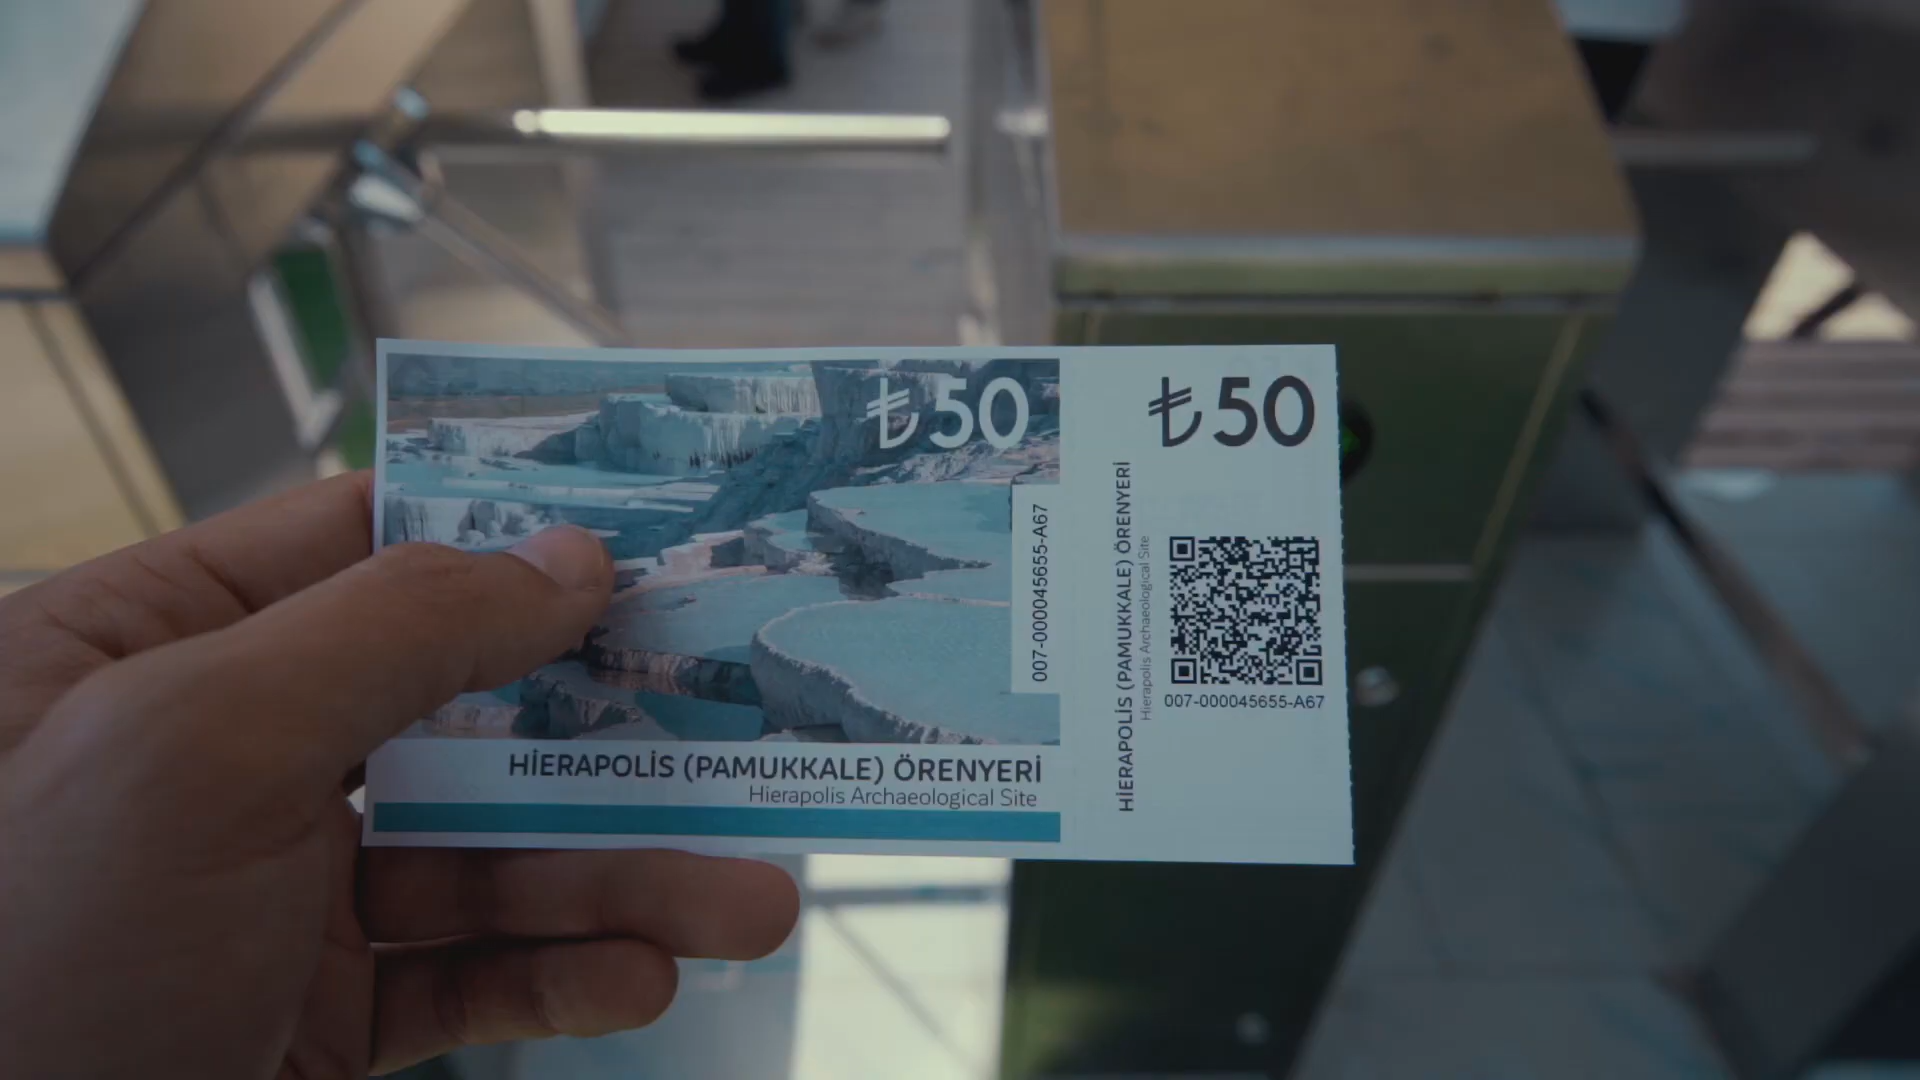 ₺50
007-000045655-A67
HİERAPOLİS (PAMUKKALE) ÖRENYERİ
Hierapolis Archaeological Site
₺50
HİERAPOLİS (PAMUKKALE) ÖRENYERİ
Hierapolis Archaeological Site
007-000045655-A67